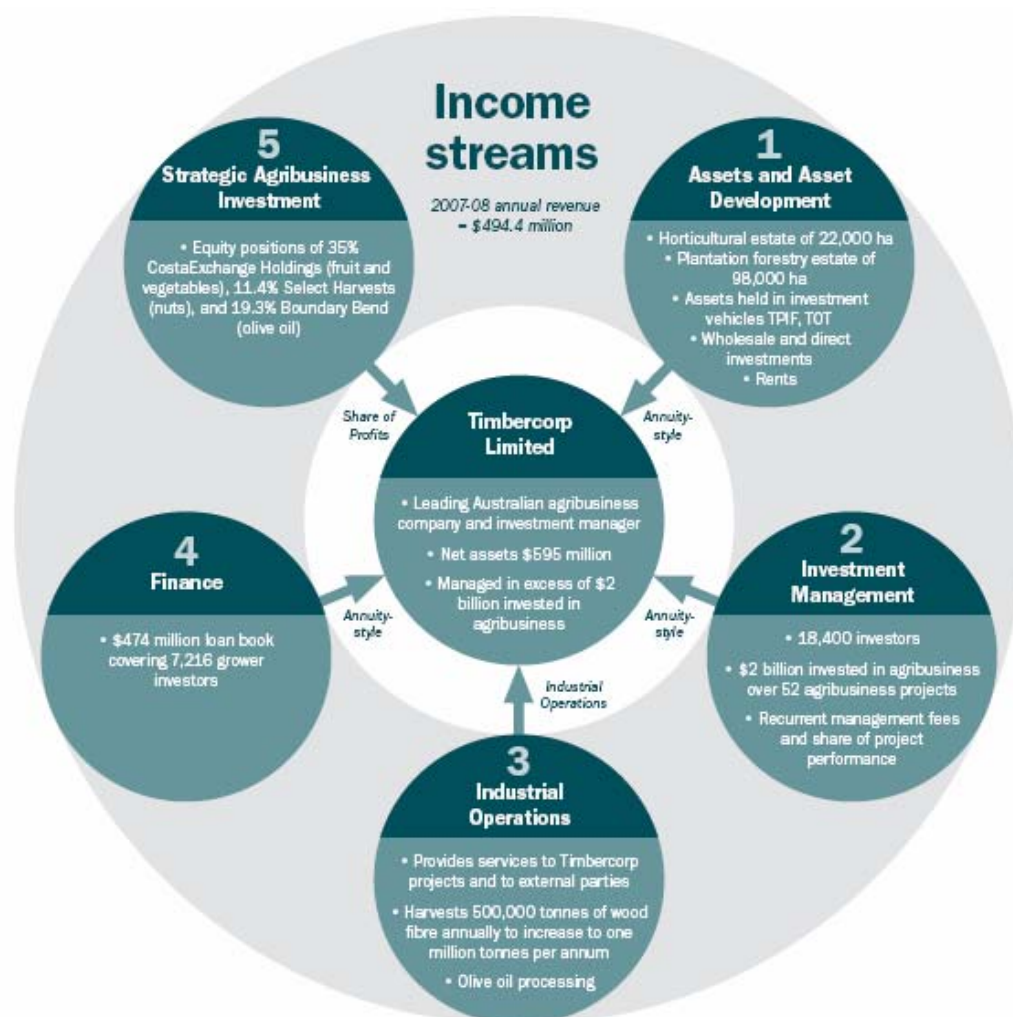 Income
streams
2007-08 annual revenue
= $494.4 million
1
Assets and Asset
Development
• Horticultural estate of 22,000 ha
• Plantation forestry estate of
98,000 ha
• Assets held in investment
vehicles TPIF, TOT
• Wholesale and direct
investments
• Rents
Annuity-
style
2
Investment
Management
• 18,400 investors
• $2 billion invested in agribusiness
over 52 agribusiness projects
• Recurrent management fees
and share of project
performance
Annuity-
style
3
Industrial
Operations
• Provides services to Timbercorp
projects and to external parties
• Harvests 500,000 tonnes of wood
fibre annually to increase to one
million tonnes per annum
• Olive oil processing
Industrial
Operations
4
Finance
• $474 million loan book
covering 7,216 grower
investors
Annuity-
style
5
Strategic Agribusiness
Investment
• Equity positions of 35%
CostaExchange Holdings (fruit and
vegetables), 11.4% Select Harvests
(nuts), and 19.3% Boundary Bend
(olive oil)
Share of
Profits
Timbercorp
Limited
• Leading Australian agribusiness
company and investment manager
• Net assets $595 million
• Managed in excess of $2
billion invested in
agribusiness